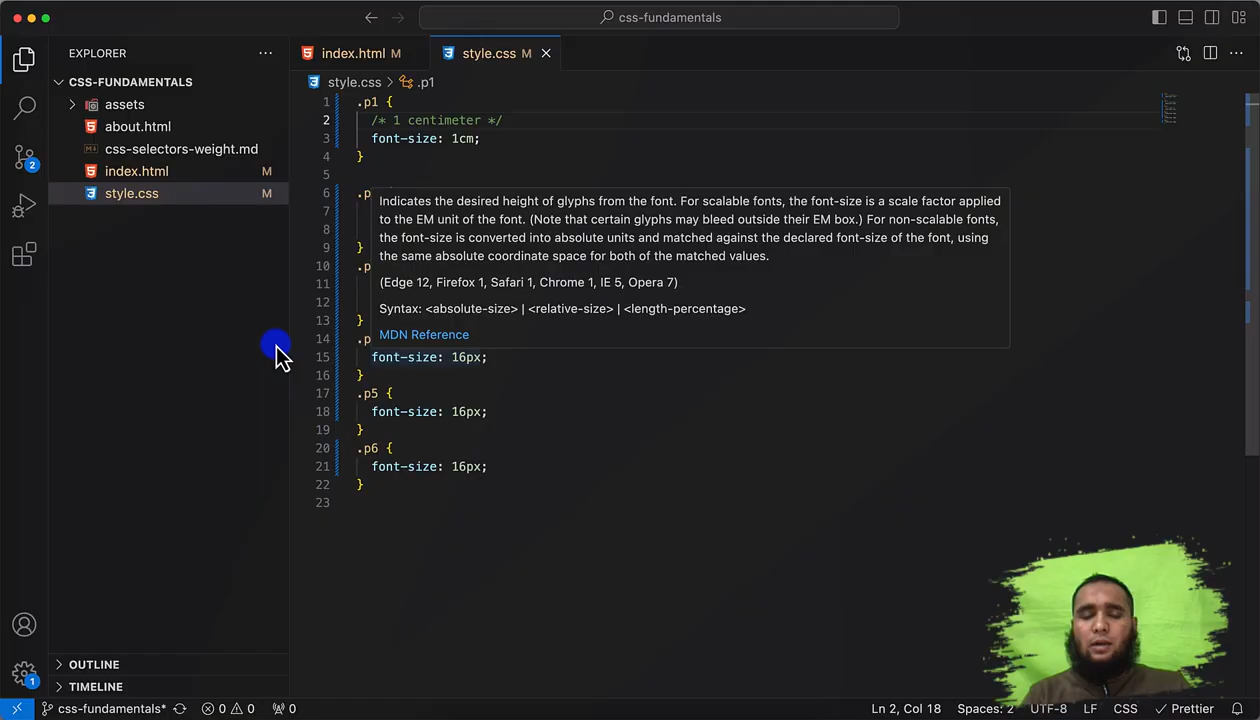 css-fundamentals
EXPLORER
index.html M
style.css M
CSS-FUNDAMENTALS
style.css > .p1
assets
about.html
css-selectors-weight.md
index.html M
style.css M
2
1 .p1 {
2 /* 1 centimeter */
3 font-size: 1cm;
4 }
5
6 .p
7
8
9 }
10 .p
11
12
13 }
14 .p
15 font-size: 16px;
16 }
17 .p5 {
18 font-size: 16px;
19 }
20 .p6 {
21 font-size: 16px;
22 }
23
Indicates the desired height of glyphs from the font. For scalable fonts, the font-size is a scale factor applied
to the EM unit of the font. (Note that certain glyphs may bleed outside their EM box.) For non-scalable fonts,
the font-size is converted into absolute units and matched against the declared font-size of the font, using
the same absolute coordinate space for both of the matched values.
(Edge 12, Firefox 1, Safari 1, Chrome 1, IE 5, Opera 7)
Syntax: <absolute-size> | <relative-size> | <length-percentage>
MDN Reference
OUTLINE
TIMELINE
1
css-fundamentals* 0 0 0
Ln 2, Col 18 Spaces: 2 UTF-8 LF CSS Prettier